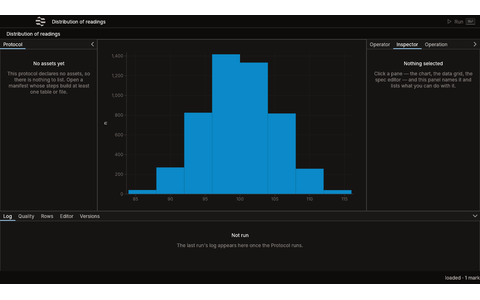 Distribution of readings
Run
Distribution of readings
Protocol
Operator Inspector Operation
No assets yet
This protocol declares no assets, so
there is nothing to list. Open a
manifest whose steps build at least
one table or file.
Nothing selected
Click a pane — the chart, the data grid, the
spec editor — and this panel names it and
lists what you can do with it.
1,400
1,200
1,000
800
600
400
200
0
85
90
95
100
105
110
115
Log Quality Rows Editor Versions
Not run
The last run's log appears here once the Protocol runs.
loaded · 1 mark